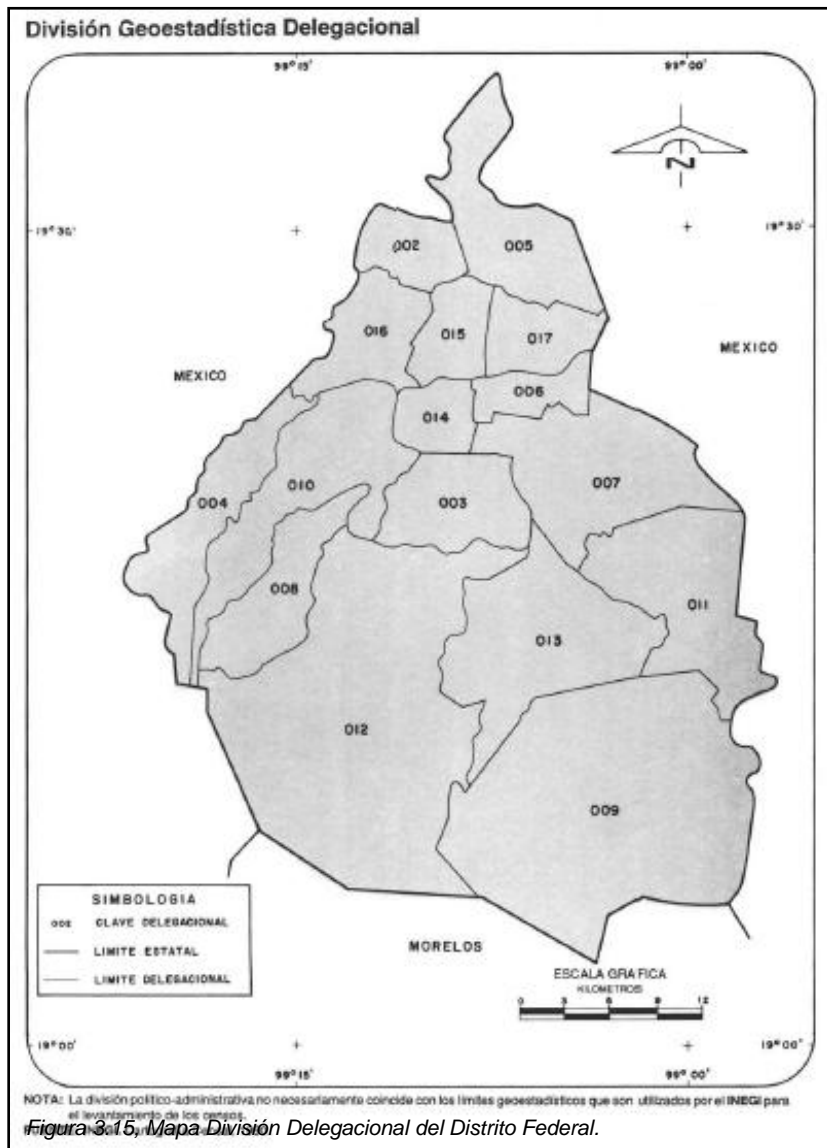 División Geoestadística Delegacional
99° 15' 99° 00'
N
19° 30' 19° 30'
002
005
016
015
017
MEXICO
MEXICO
006
014
004
010
007
003
008
011
013
012
009
SIMBOLOGIA
002 CLAVE DELEGACIONAL
LIMITE ESTATAL
LIMITE DELEGACIONAL
MORELOS
ESCALA GRAFICA
KILOMETROS
0 3 6 9 12
19° 00' 19° 00'
99° 15' 99° 00'
NOTA: La división político-administrativa no necesariamente coincide con los límites geoestadísticos que son utilizados por el INEGI para
el levantamiento de los censos.
Figura 3.15. Mapa División Delegacional del Distrito Federal.